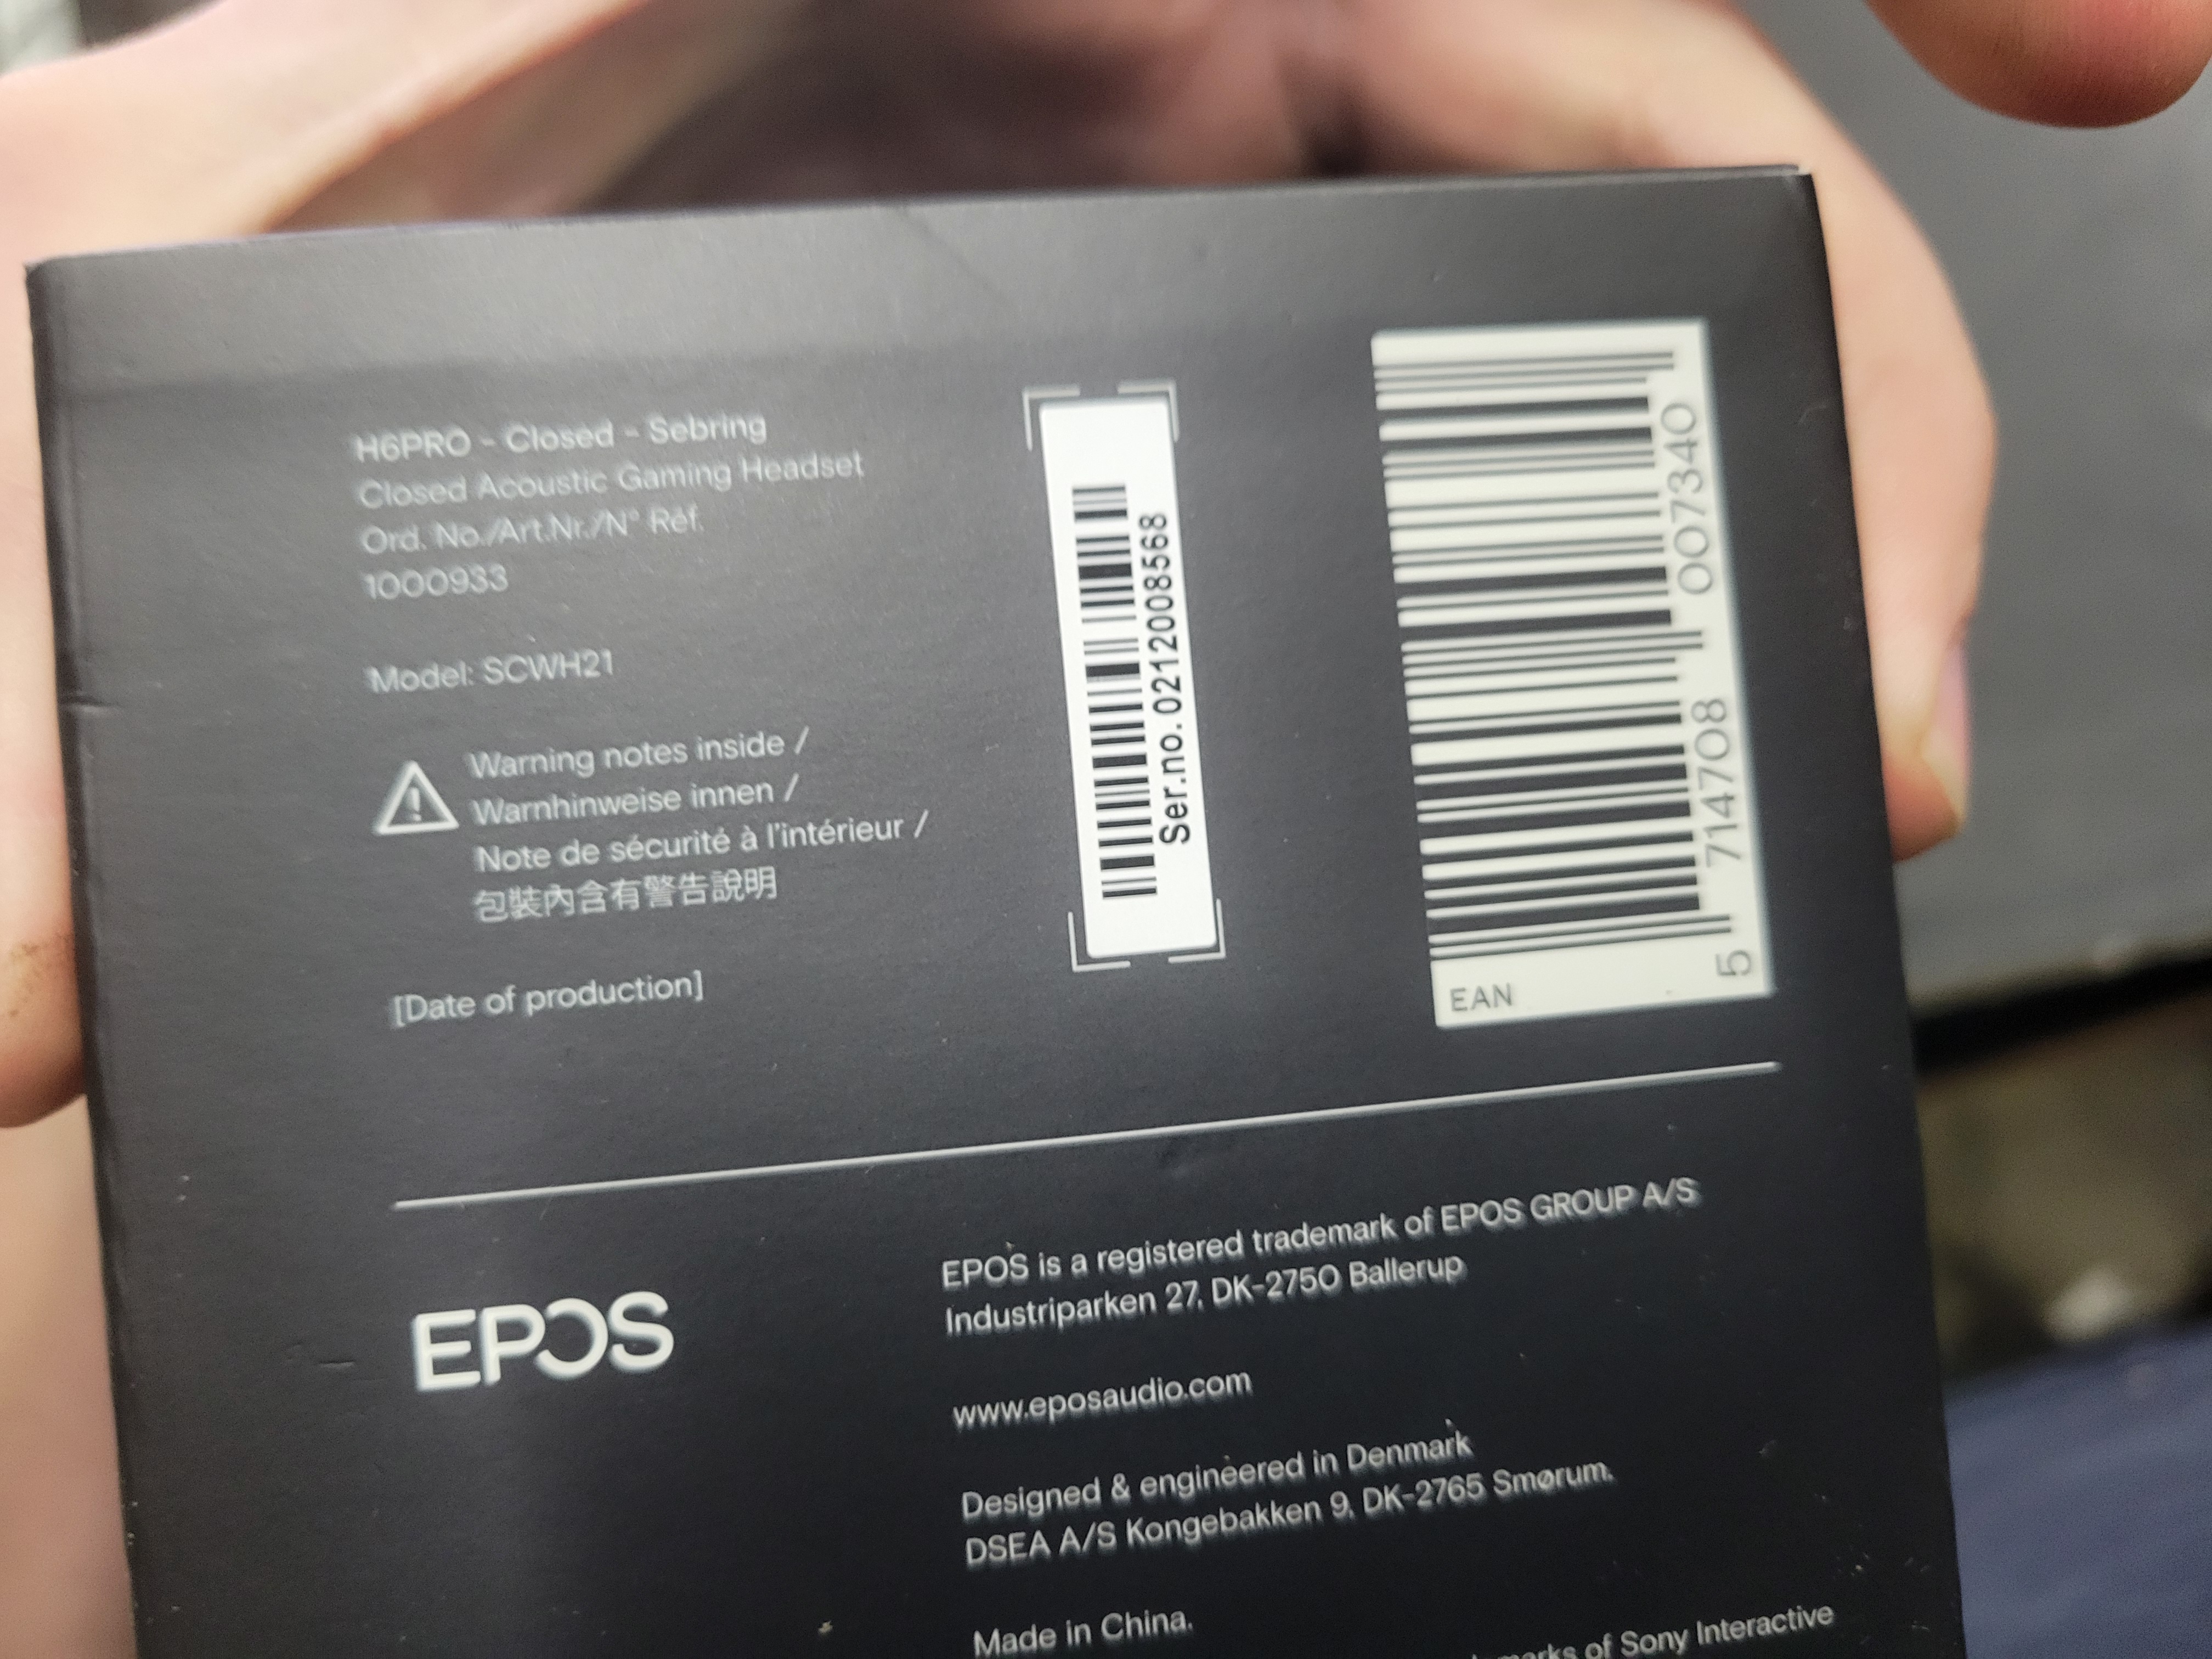 H6PRO - Closed - Sebring
Closed Acoustic Gaming Headset
Ord. No./Art.Nr./N° Réf.
1000933
Model: SCWH21
Warning notes inside /
Warnhinweise innen /
Note de sécurité à l'intérieur /
包裝內含有警告說明
[Date of production]
Ser.no. 0212008568
EAN
5 714708 007340
EPOS
EPOS is a registered trademark of EPOS GROUP A/S
Industriparken 27, DK-2750 Ballerup
www.eposaudio.com
Designed & engineered in Denmark
DSEA A/S Kongebakken 9, DK-2765 Smørum.
Made in China.
of Sony Interactive